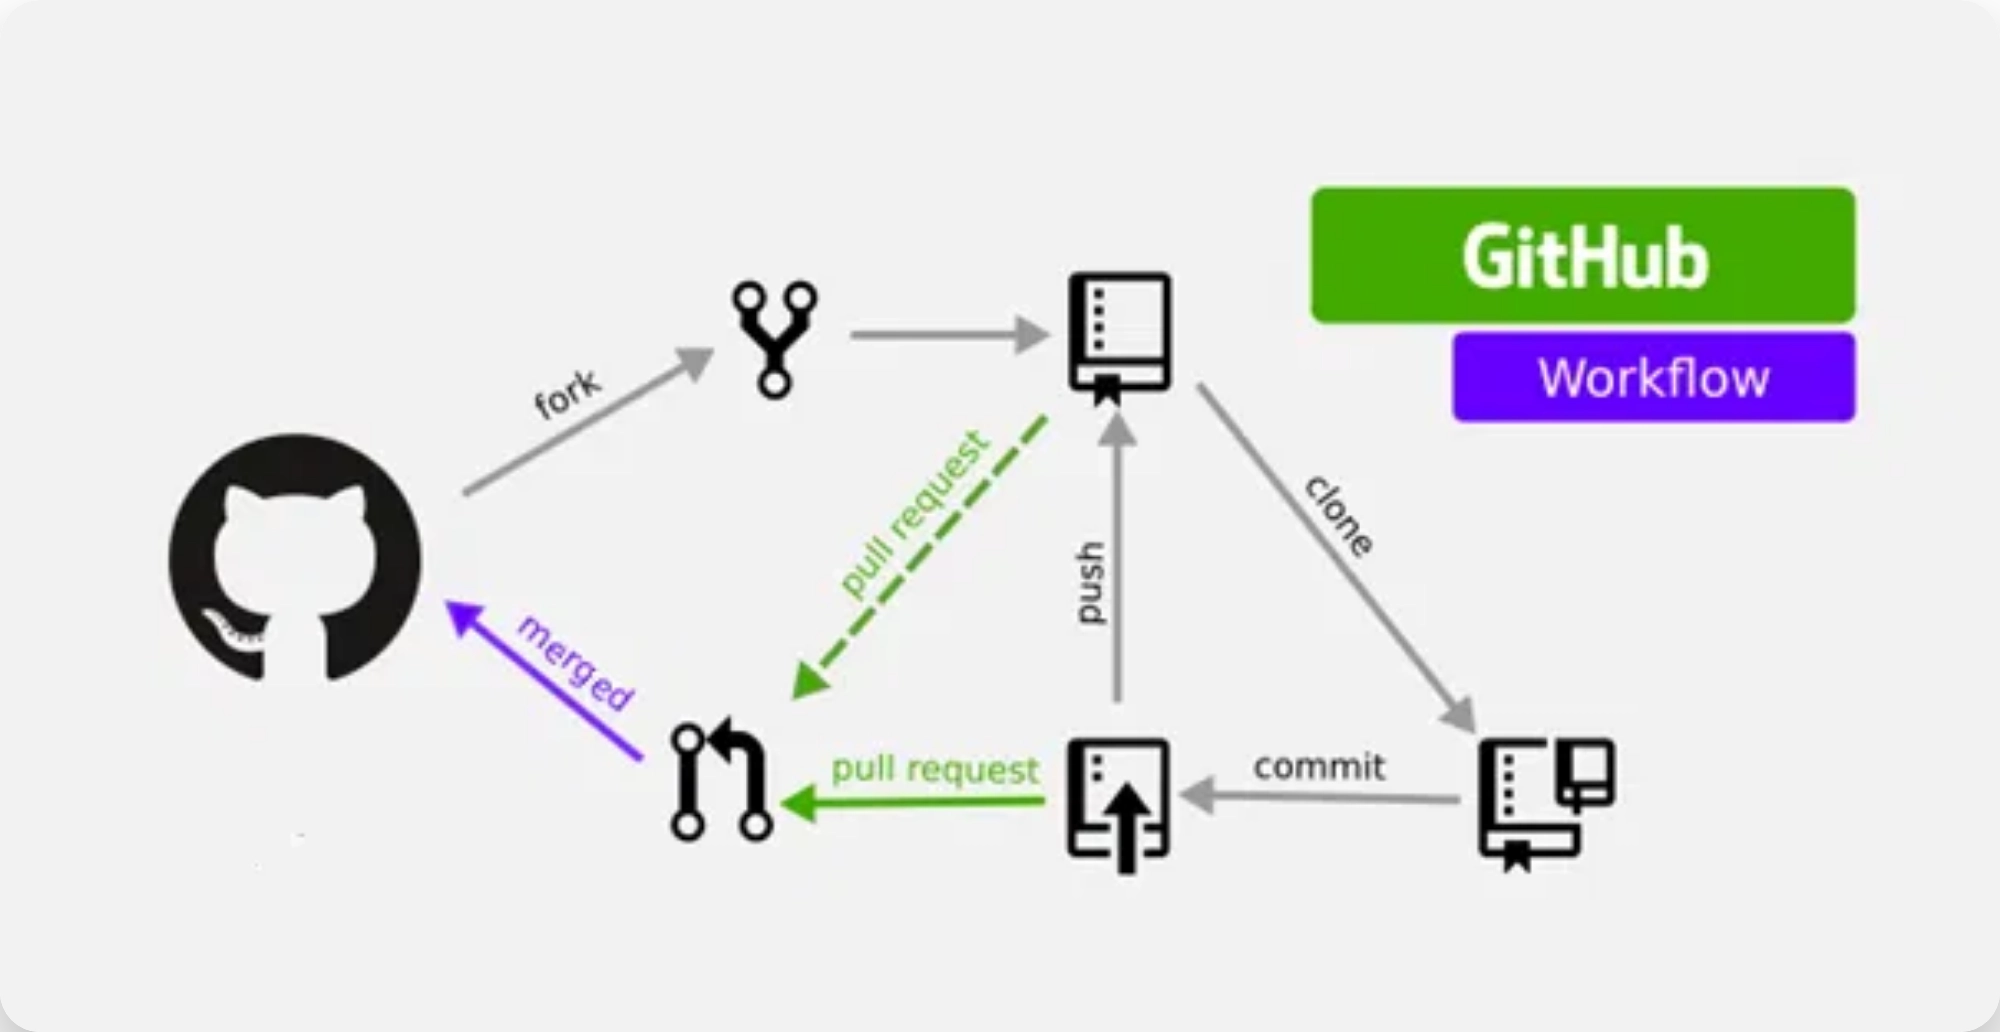 GitHub
Workflow
fork
clone
pull request
push
merged
pull request
commit